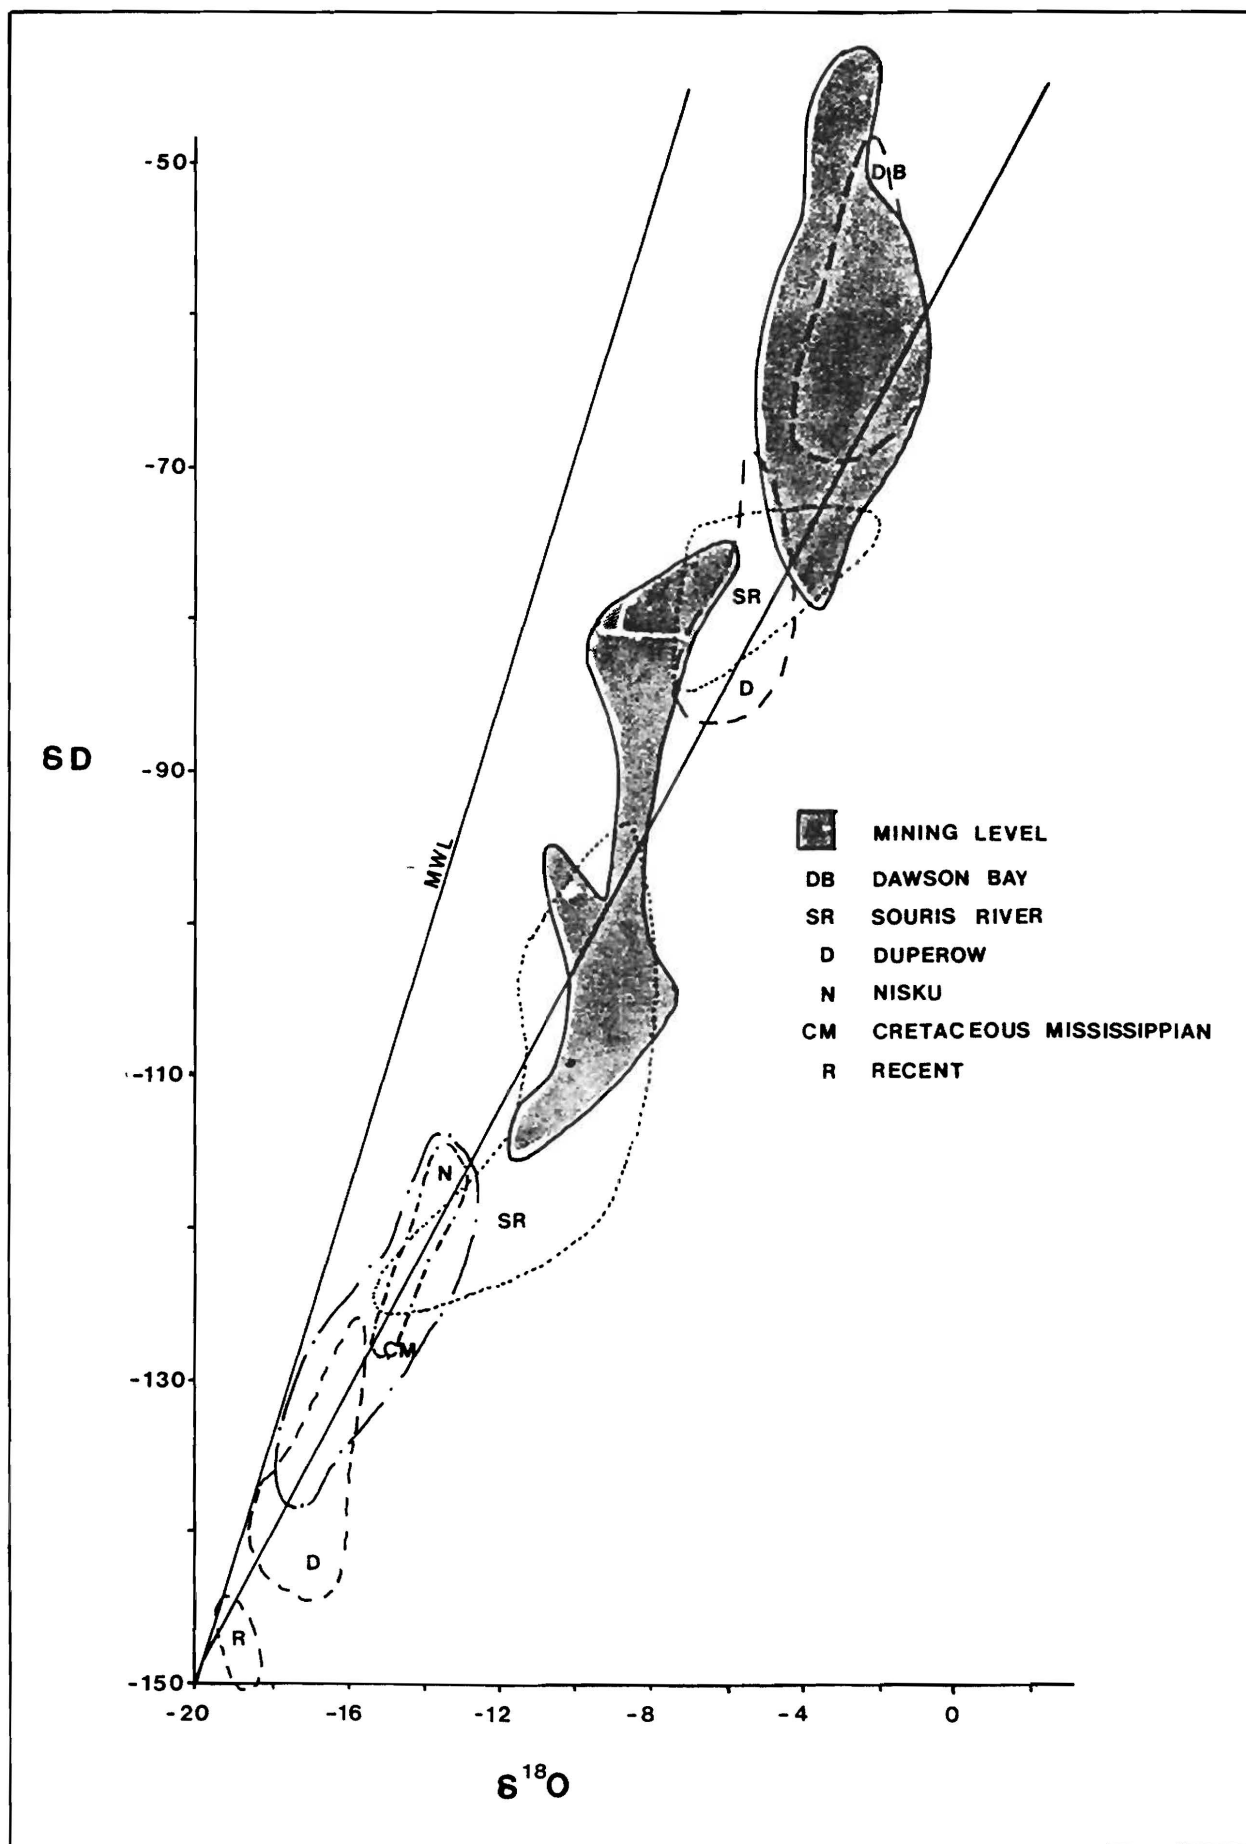 -50
DB
-70
SR
D
δD
-90
MWL
MINING LEVEL
DB DAWSON BAY
SR SOURIS RIVER
D DUPEROW
N NISKU
CM CRETACEOUS MISSISSIPPIAN
R RECENT
-110
N
SR
CM
-130
D
R
-150
-20 -16 -12 -8 -4 0
δ¹⁸O